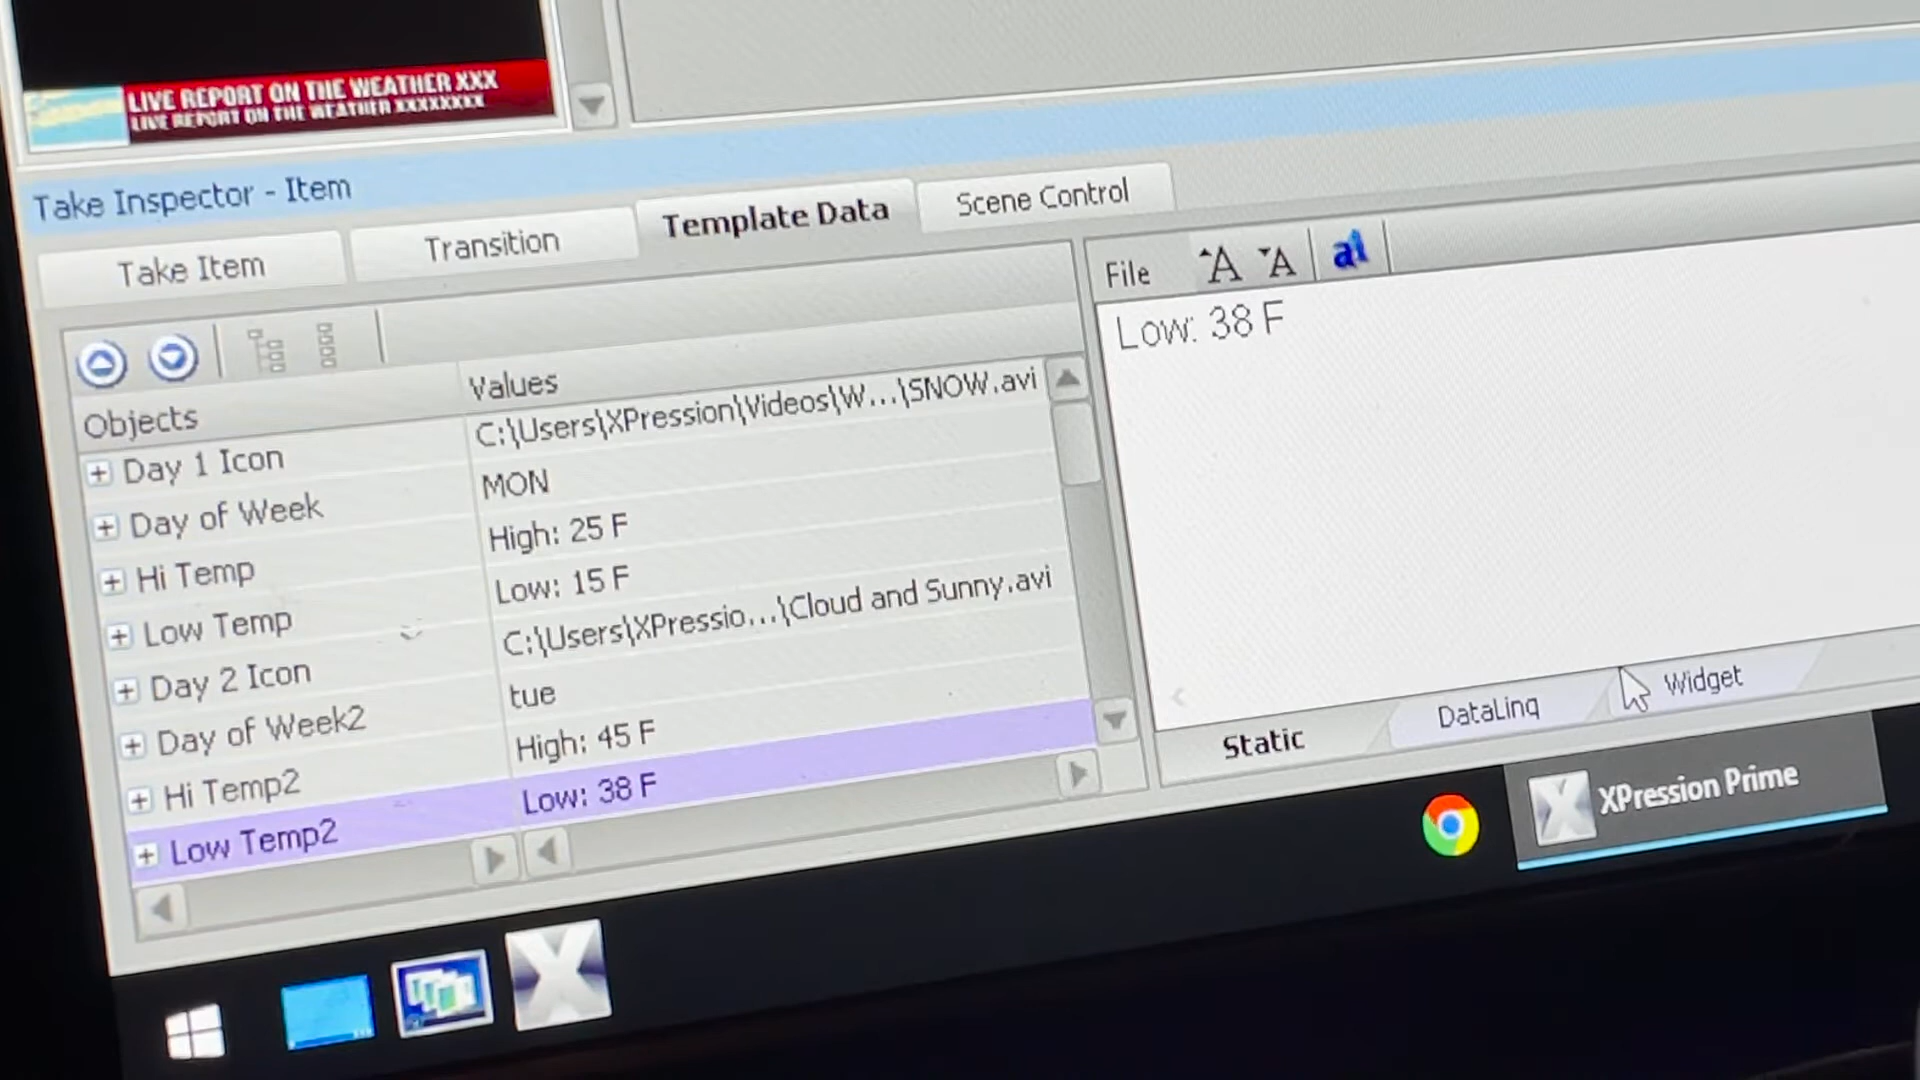 LIVE REPORT ON THE WEATHER XXX
LIVE REPORT ON THE WEATHER XXXXXXXX
Take Inspector - Item
Take Item
Transition
Template Data
Scene Control
File
Low: 38 F
Objects
Values
Day 1 Icon
C:\Users\XPression\Videos\W...\SNOW.avi
Day of Week
MON
Hi Temp
High: 25 F
Low Temp
Low: 15 F
Day 2 Icon
C:\Users\XPressio...\Cloud and Sunny.avi
Day of Week2
tue
Hi Temp2
High: 45 F
Low Temp2
Low: 38 F
Static
DataLinq
Widget
XPression Prime